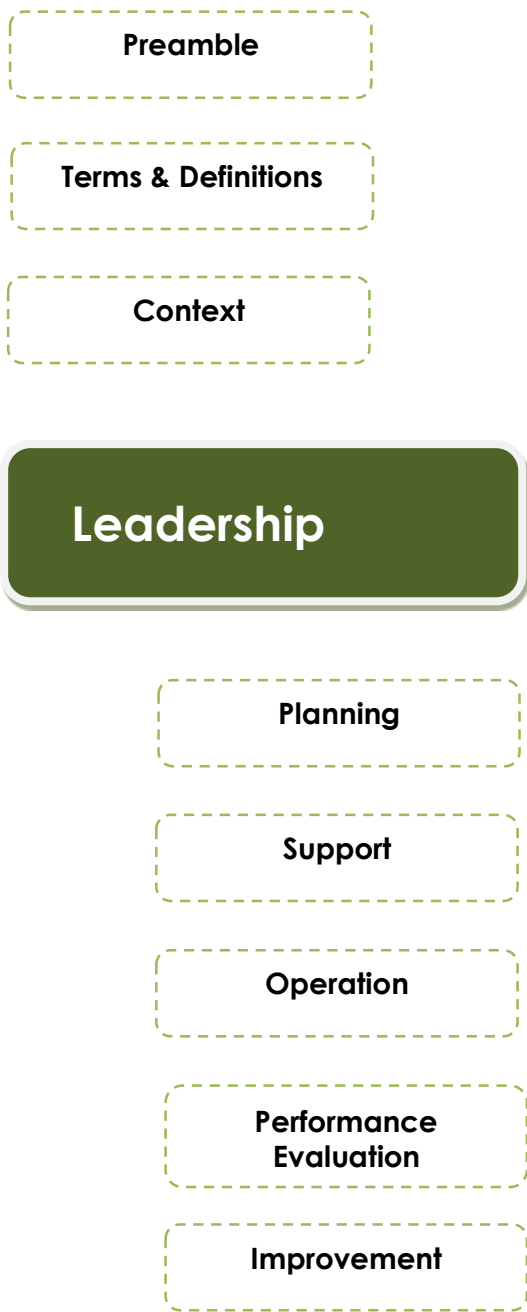 Preamble
Terms & Definitions
Context
Leadership
Planning
Support
Operation
Performance
Evaluation
Improvement